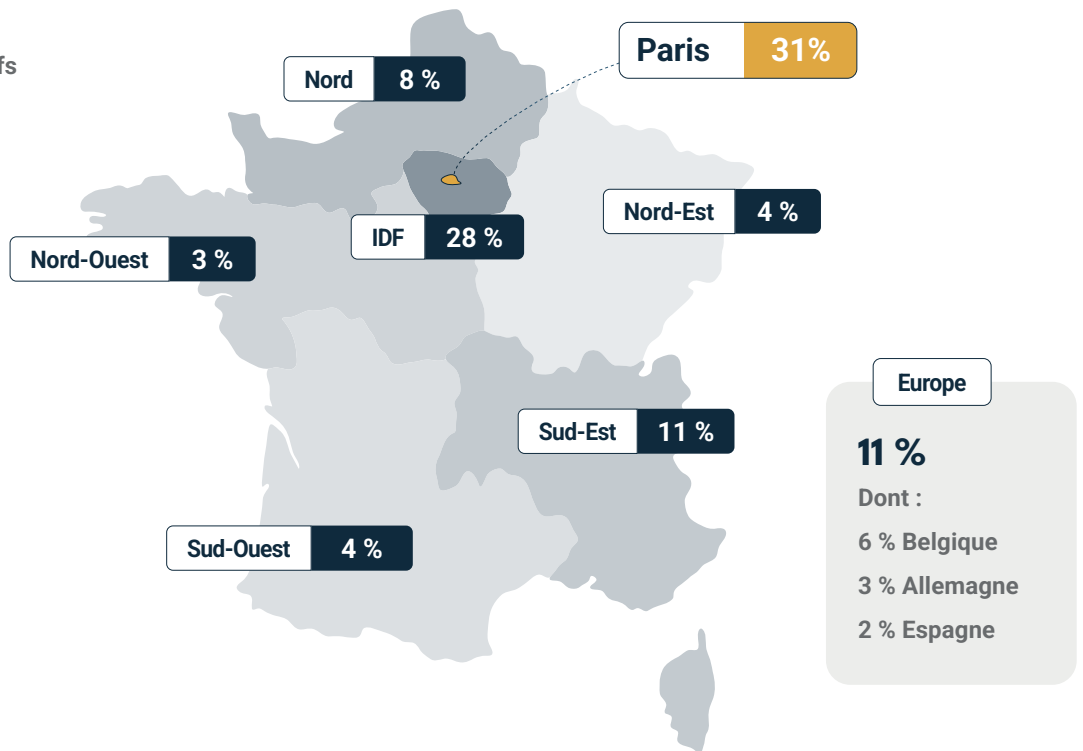 fs
Paris 31%
Nord 8 %
Nord-Est 4 %
IDF 28 %
Nord-Ouest 3 %
Europe
Sud-Est 11 %
11 %
Dont :
Sud-Ouest 4 %
6 % Belgique
3 % Allemagne
2 % Espagne